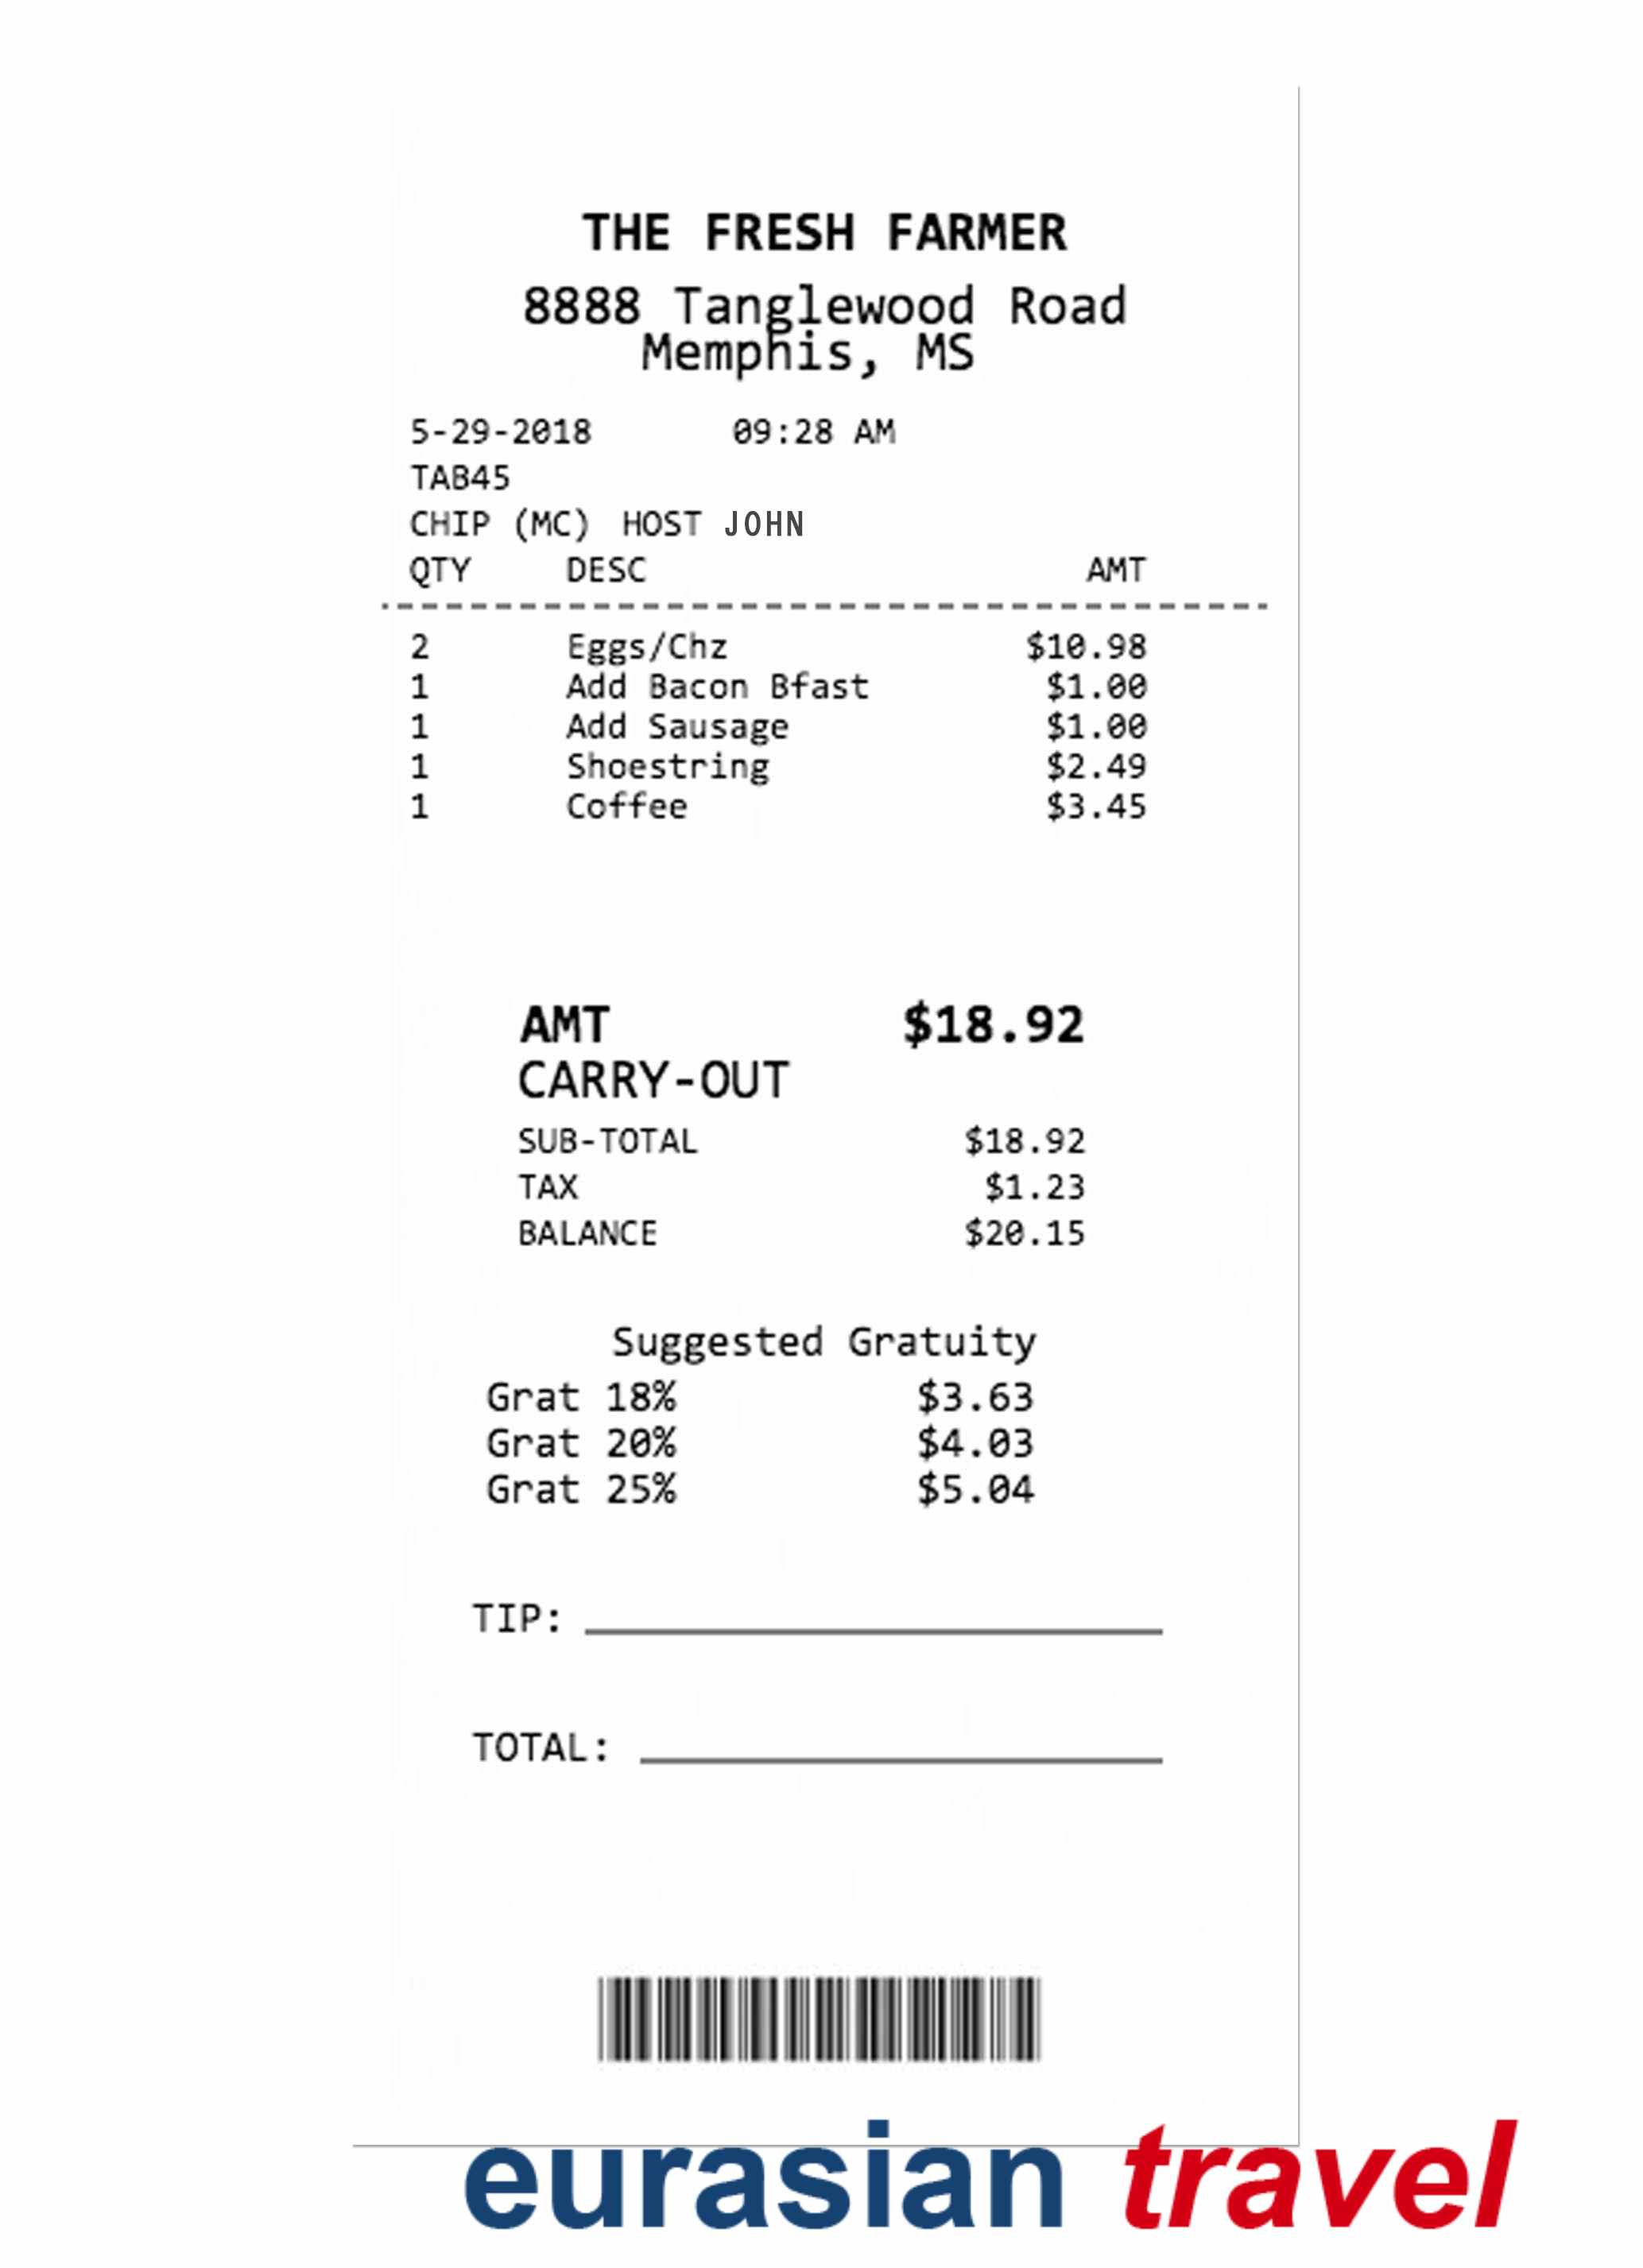 THE FRESH FARMER
8888 Tanglewood Road
Memphis, MS
5-29-2018 09:28 AM
TAB45
CHIP (MC) HOST JOHN
QTY DESC AMT
2 Eggs/Chz $10.98
1 Add Bacon Bfast $1.00
1 Add Sausage $1.00
1 Shoestring $2.49
1 Coffee $3.45
AMT $18.92
CARRY-OUT
SUB-TOTAL $18.92
TAX $1.23
BALANCE $20.15
Suggested Gratuity
Grat 18% $3.63
Grat 20% $4.03
Grat 25% $5.04
TIP:
TOTAL:
eurasian travel